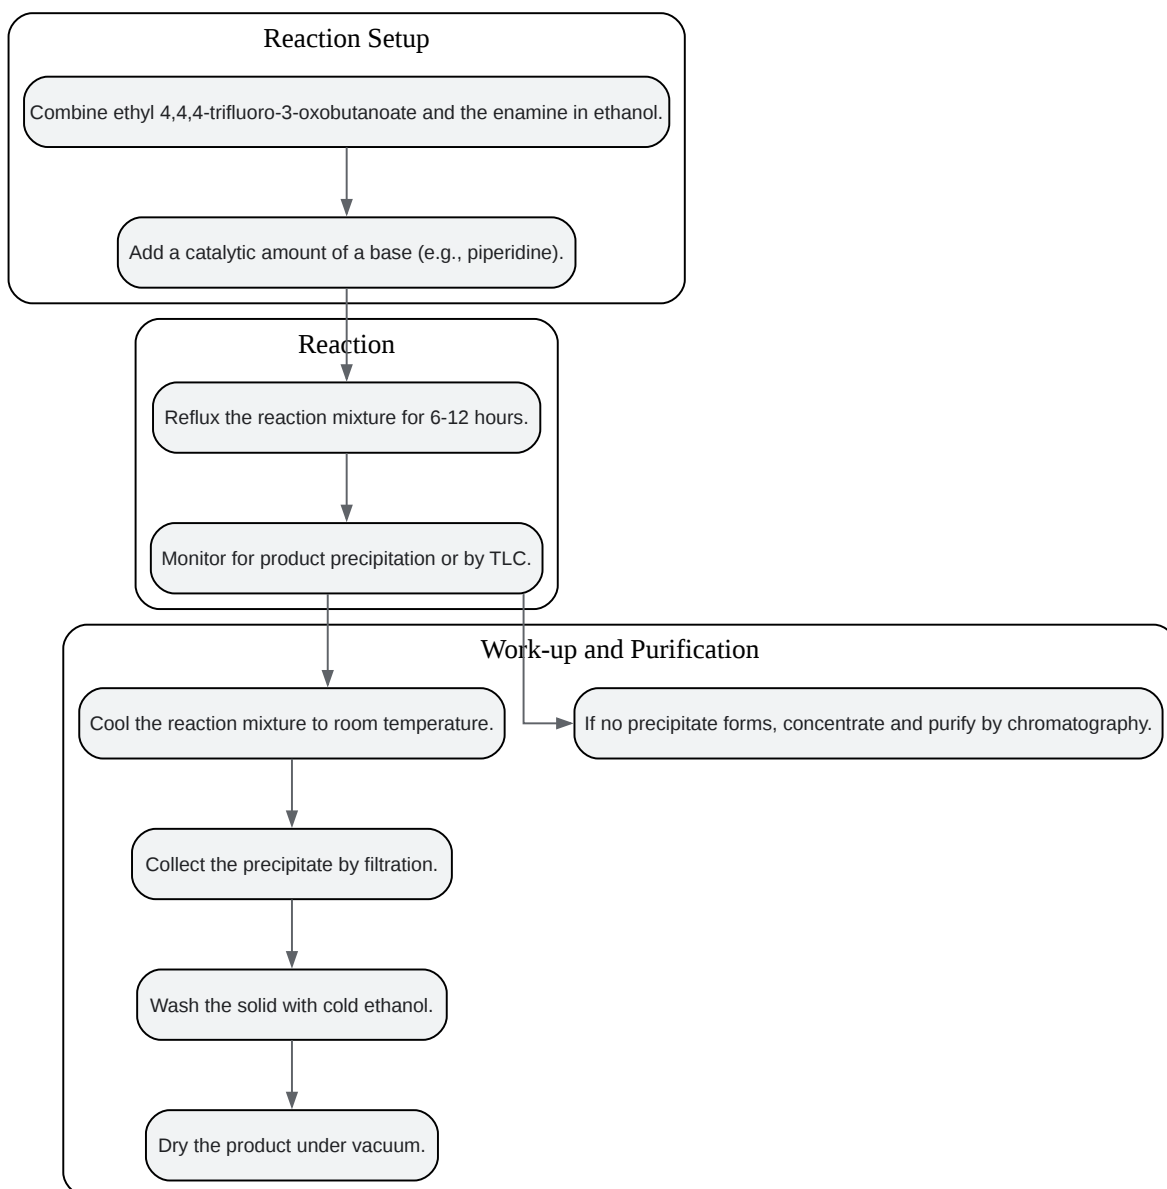 Reaction Setup
Combine ethyl 4,4,4-trifluoro-3-oxobutanoate and the enamine in ethanol.
Add a catalytic amount of a base (e.g., piperidine).
Reaction
Reflux the reaction mixture for 6-12 hours.
Monitor for product precipitation or by TLC.
Work-up and Purification
Cool the reaction mixture to room temperature.
If no precipitate forms, concentrate and purify by chromatography.
Collect the precipitate by filtration.
Wash the solid with cold ethanol.
Dry the product under vacuum.